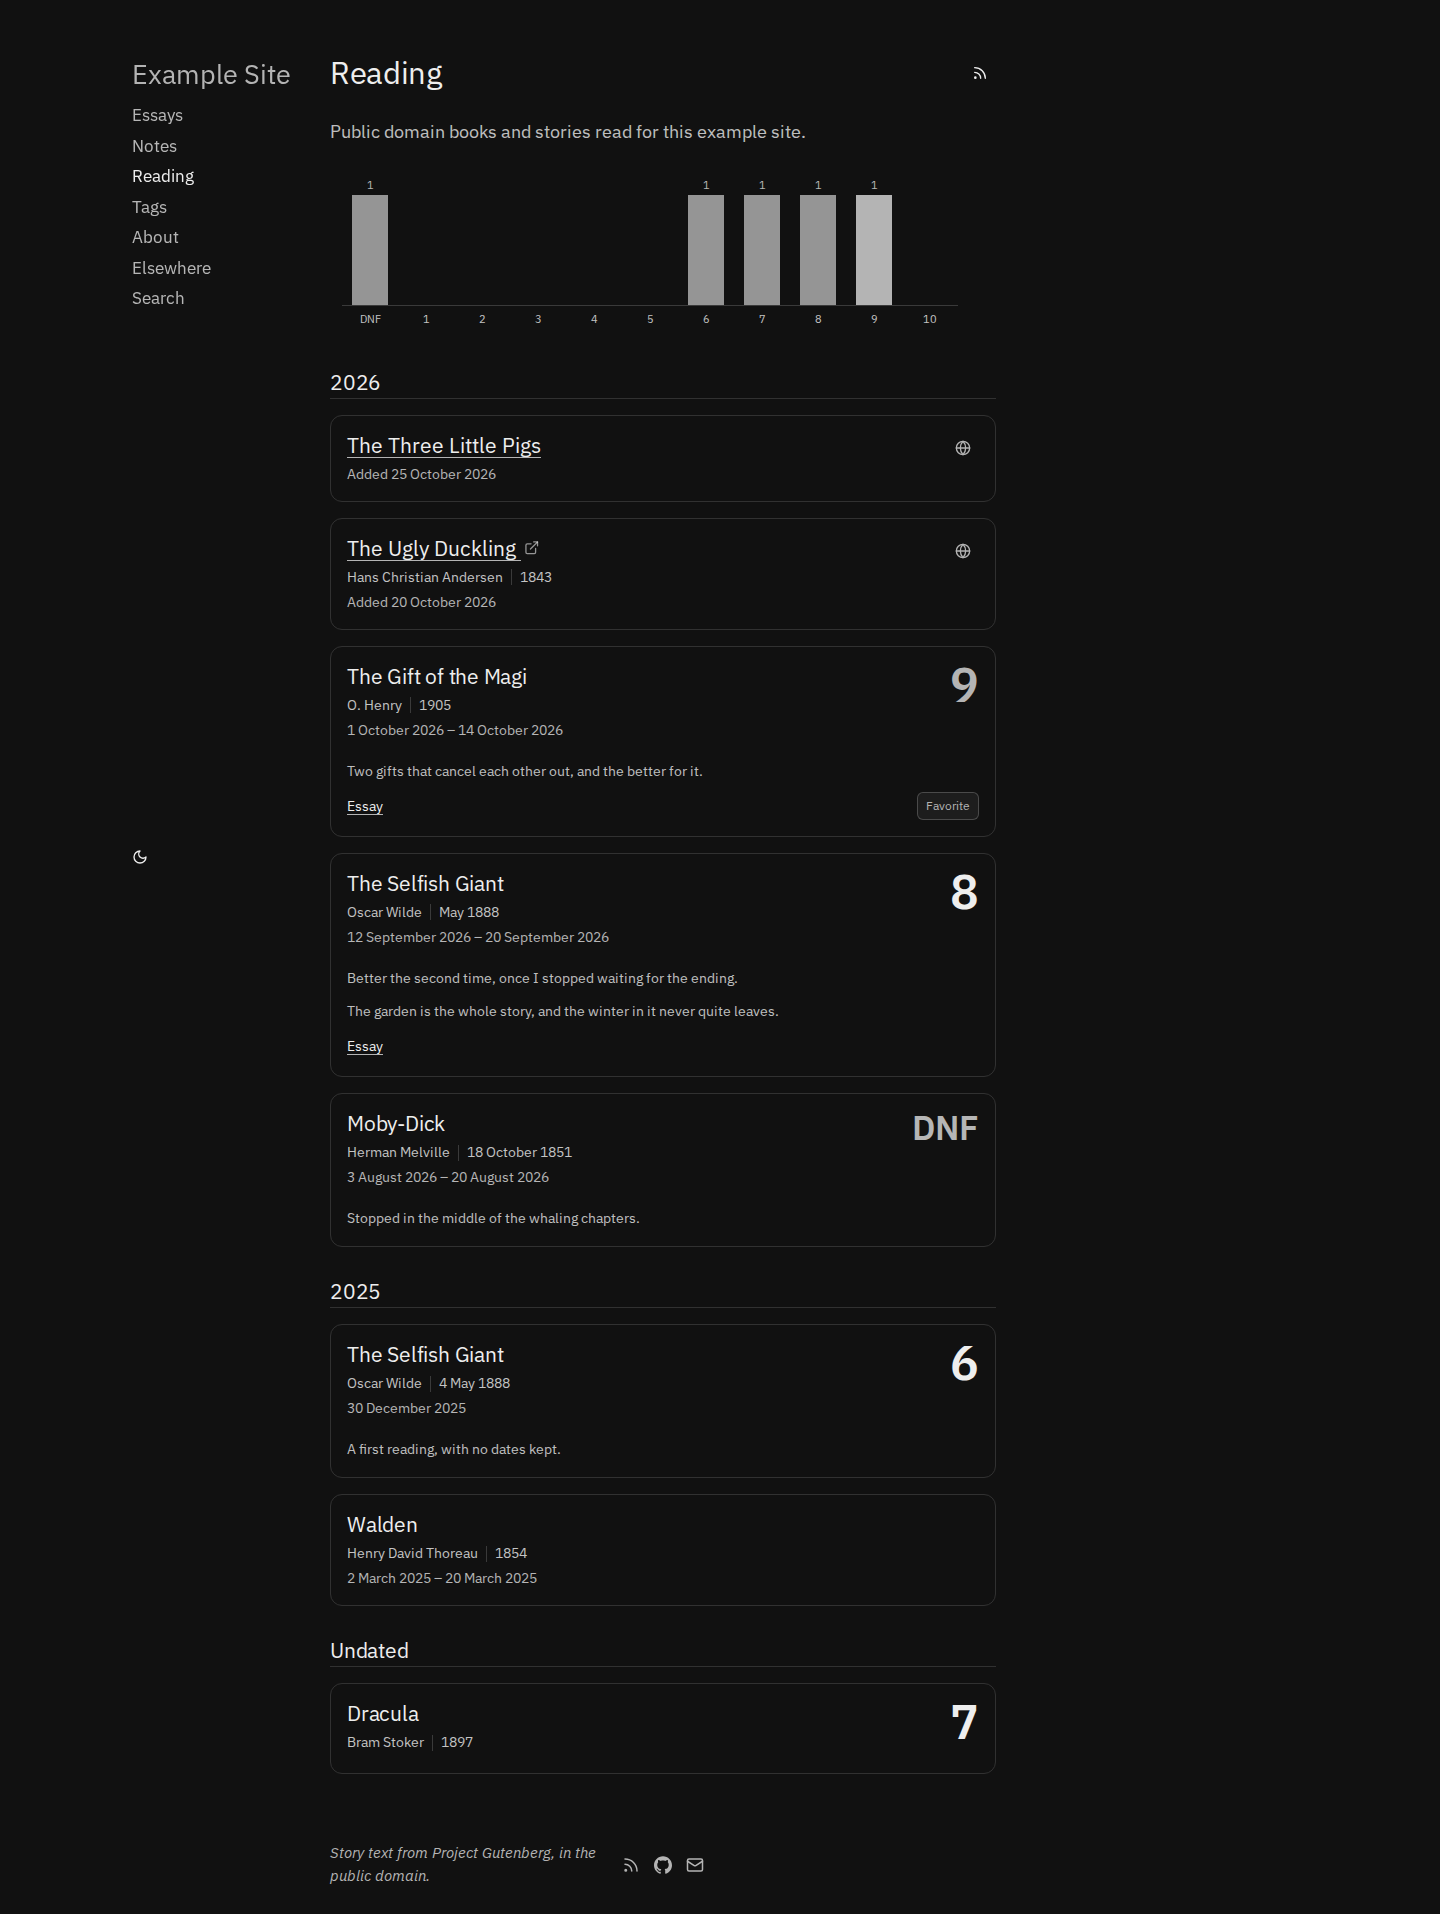 Example Site
Essays
Notes
Reading
Tags
About
Elsewhere
Search
Reading
Public domain books and stories read for this example site.
1 1 1 1 1
DNF 1 2 3 4 5 6 7 8 9 10
2026
The Three Little Pigs
Added 25 October 2026
The Ugly Duckling
Hans Christian Andersen 1843
Added 20 October 2026
The Gift of the Magi
9
O. Henry 1905
1 October 2026 – 14 October 2026
Two gifts that cancel each other out, and the better for it.
Essay
Favorite
The Selfish Giant
8
Oscar Wilde May 1888
12 September 2026 – 20 September 2026
Better the second time, once I stopped waiting for the ending.
The garden is the whole story, and the winter in it never quite leaves.
Essay
Moby-Dick
DNF
Herman Melville 18 October 1851
3 August 2026 – 20 August 2026
Stopped in the middle of the whaling chapters.
2025
The Selfish Giant
6
Oscar Wilde 4 May 1888
30 December 2025
A first reading, with no dates kept.
Walden
Henry David Thoreau 1854
2 March 2025 – 20 March 2025
Undated
Dracula
7
Bram Stoker 1897
Story text from Project Gutenberg, in the
public domain.